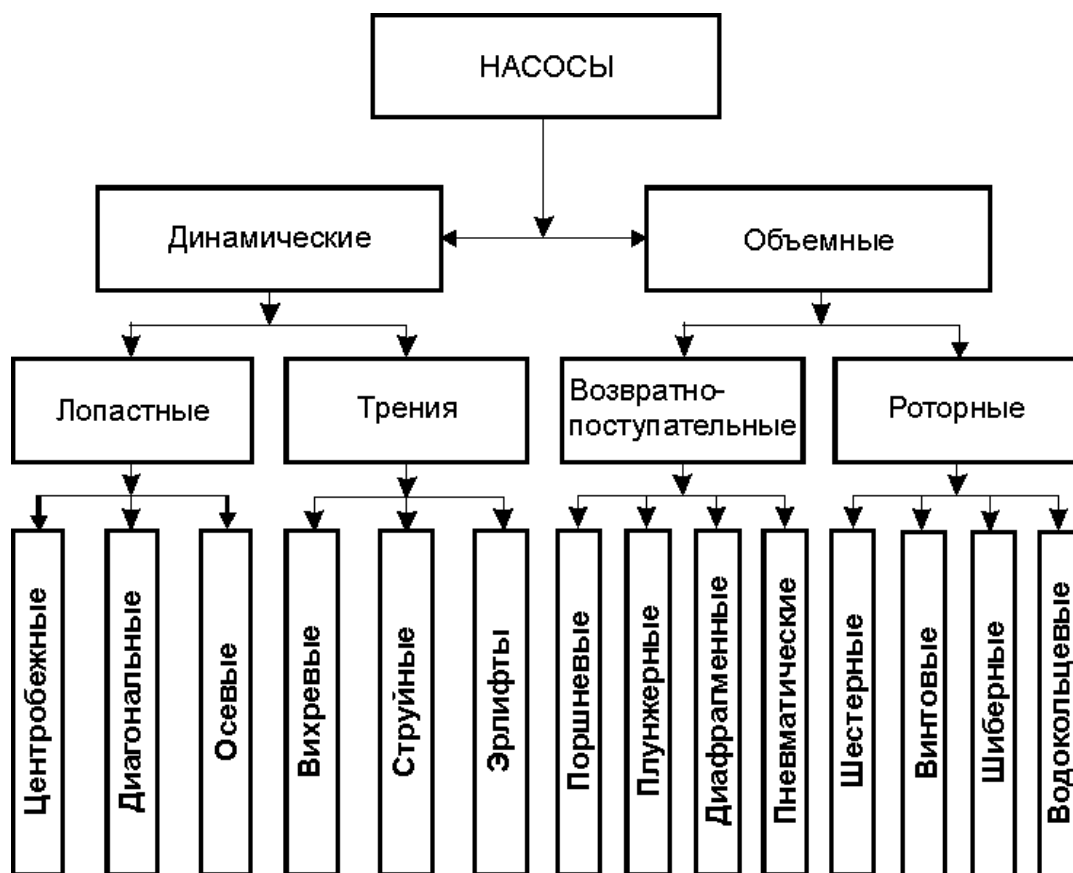 НАСОСЫ
Динамические
Объемные
Лопастные
Трения
Возвратно-
поступательные
Роторные
Центробежные
Диагональные
Осевые
Вихревые
Струйные
Эрлифты
Поршневые
Плунжерные
Диафрагменные
Пневматические
Шестерные
Винтовые
Шиберные
Водокольцевые